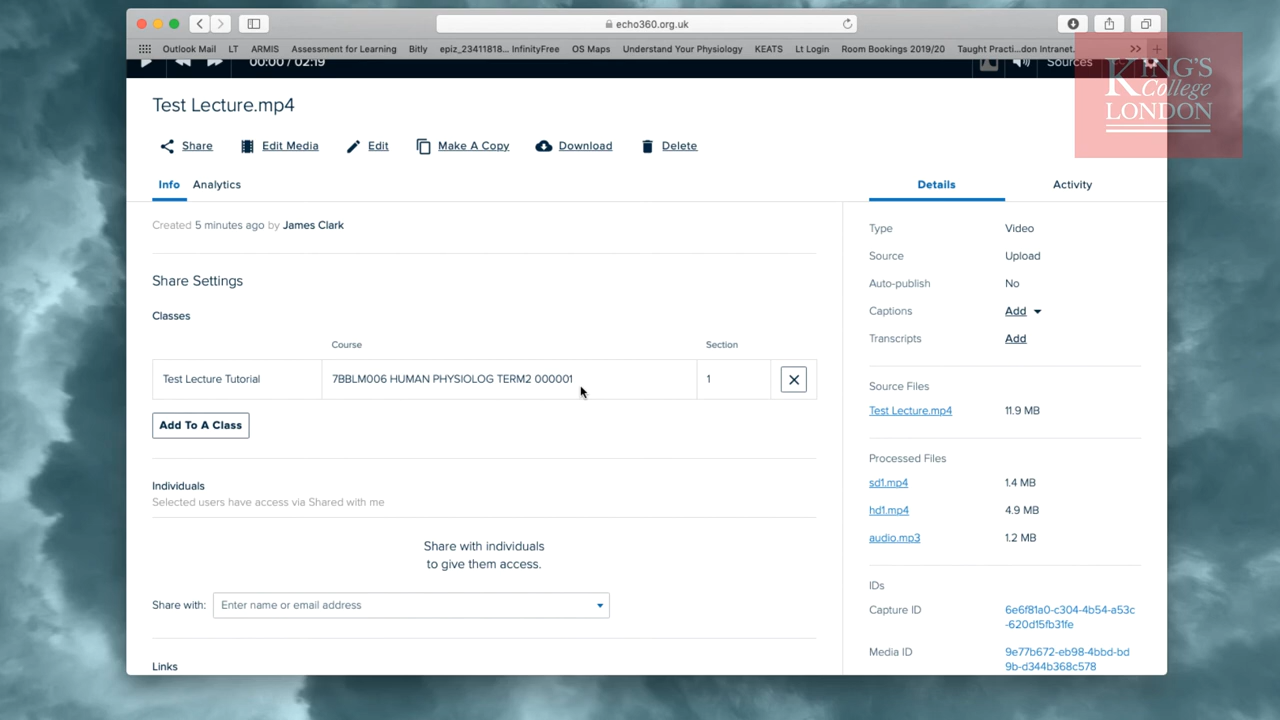 echo360.org.uk
Outlook Mail LT ARMIS Assessment for Learning Bitly epiz_23411818... InfinityFree OS Maps Understand Your Physiology KEATS Lt Login Room Bookings 2019/20 Taught Practi...don Intranet. >> +
00:00 / 02:19 Sources
KING'S
College
LONDON
Test Lecture.mp4
Share Edit Media Edit Make A Copy Download Delete
Info Analytics
Details Activity
Created 5 minutes ago by James Clark
Share Settings
Classes
Course Section
Test Lecture Tutorial 7BBLM006 HUMAN PHYSIOLOG TERM2 000001 1
Add To A Class
Individuals
Selected users have access via Shared with me
Share with individuals
to give them access.
Share with: Enter name or email address
Links
Type Video
Source Upload
Auto-publish No
Captions Add
Transcripts Add
Source Files
Test Lecture.mp4 11.9 MB
Processed Files
sd1.mp4 1.4 MB
hd1.mp4 4.9 MB
audio.mp3 1.2 MB
IDs
Capture ID 6e6f81a0-c304-4b54-a53c
-620d15fb31fe
Media ID 9e77b672-eb98-4bbd-bd
9b-d344b368c578